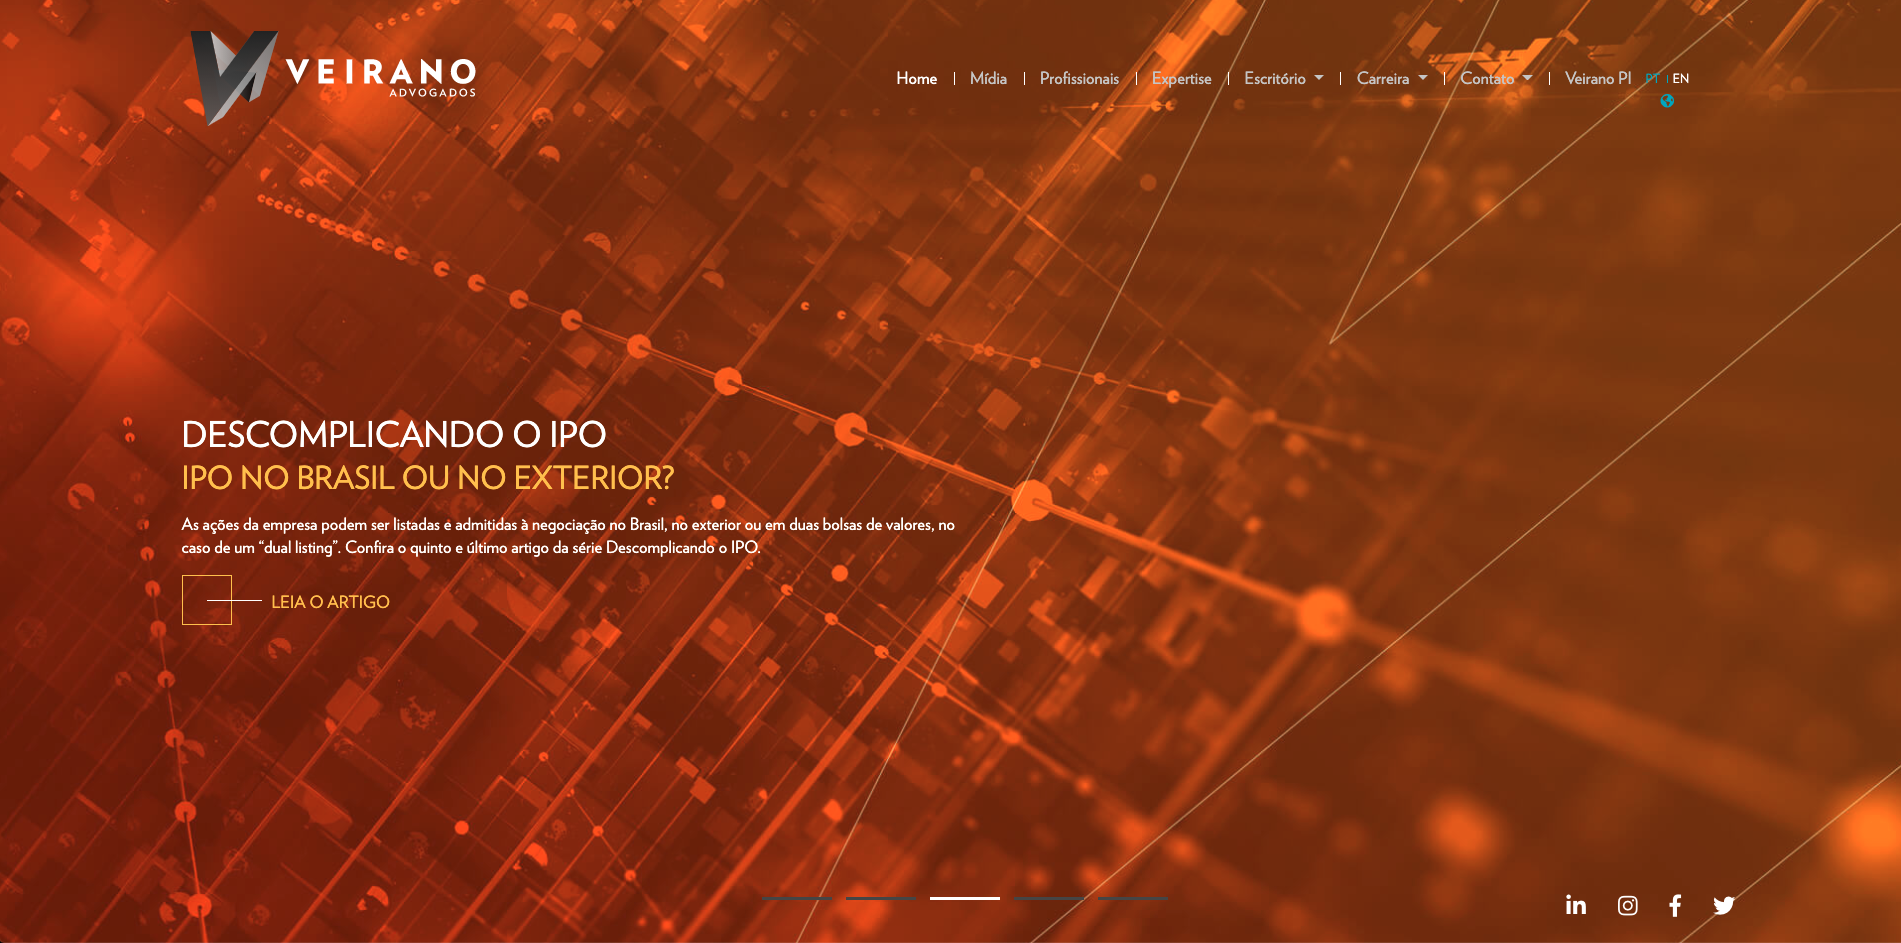 VEIRANO
ADVOGADOS
Home
Mídia
Profissionais
Expertise
Escritório
Carreira
Contato
Veirano PI
PT
EN
DESCOMPLICANDO O IPO
IPO NO BRASIL OU NO EXTERIOR?
As ações da empresa podem ser listadas e admitidas à negociação no Brasil, no exterior ou em duas bolsas de valores, no
caso de um “dual listing”. Confira o quinto e último artigo da série Descomplicando o IPO.
LEIA O ARTIGO